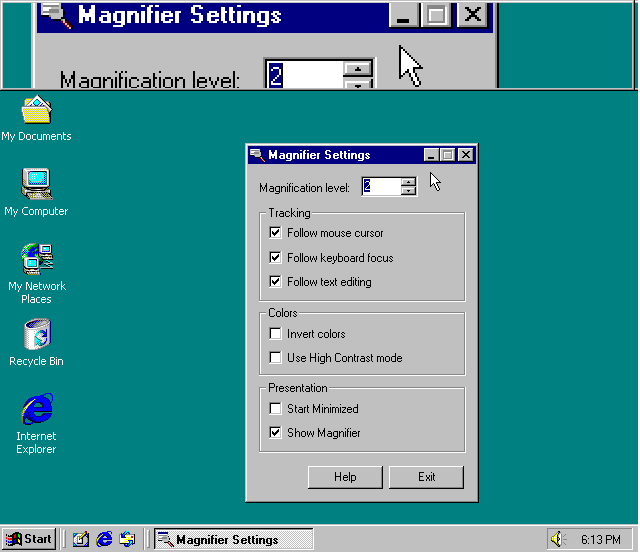 Magnifier Settings
Magnification level: 2
My Documents
My Computer
My Network
Places
Recycle Bin
Internet
Explorer
Magnifier Settings
Magnification level: 2
Tracking
Follow mouse cursor
Follow keyboard focus
Follow text editing
Colors
Invert colors
Use High Contrast mode
Presentation
Start Minimized
Show Magnifier
Help Exit
Start Magnifier Settings 6:13 PM